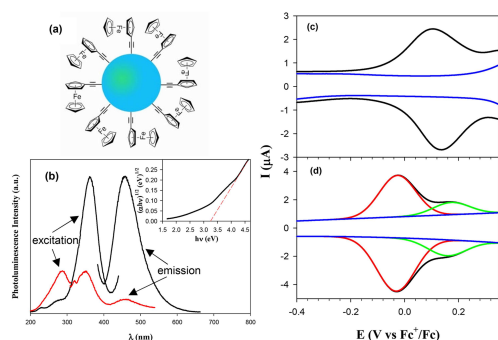 (a)
Fe
Fe
Fe
Fe
Fe
Fe
Fe
Fe
(b)
Photoluminescence Intensity (a.u.)
excitation
emission
(αhν)^1/2 (eV)^1/2
0.25
0.20
0.15
0.10
0.05
0.00
1.5 2.0 2.5 3.0 3.5 4.0 4.5
hν (eV)
200 300 400 500 600 700 800
λ (nm)
(c)
3
2
1
0
1
2
3
I (μA)
(d)
4
2
0
-2
-4
-6
-0.4 -0.2 0.0 0.2
E (V vs Fc+/Fc)